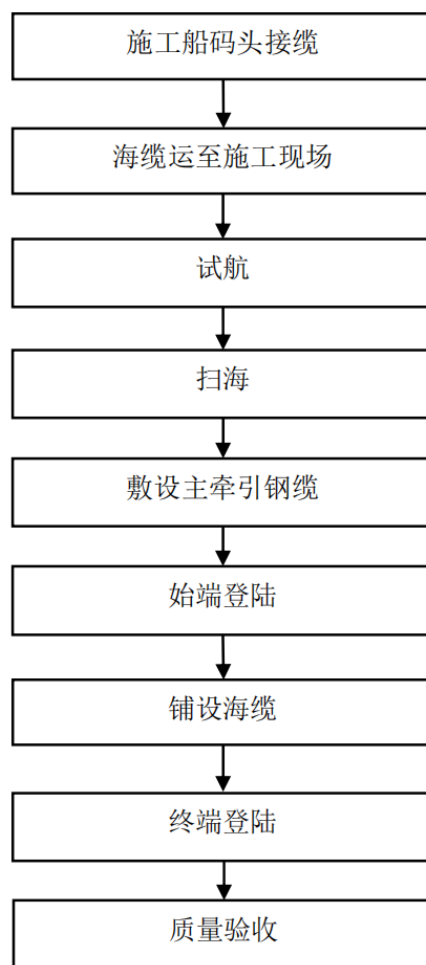 施工船码头接缆
海缆运至施工现场
试航
扫海
敷设主牵引钢缆
始端登陆
铺设海缆
终端登陆
质量验收